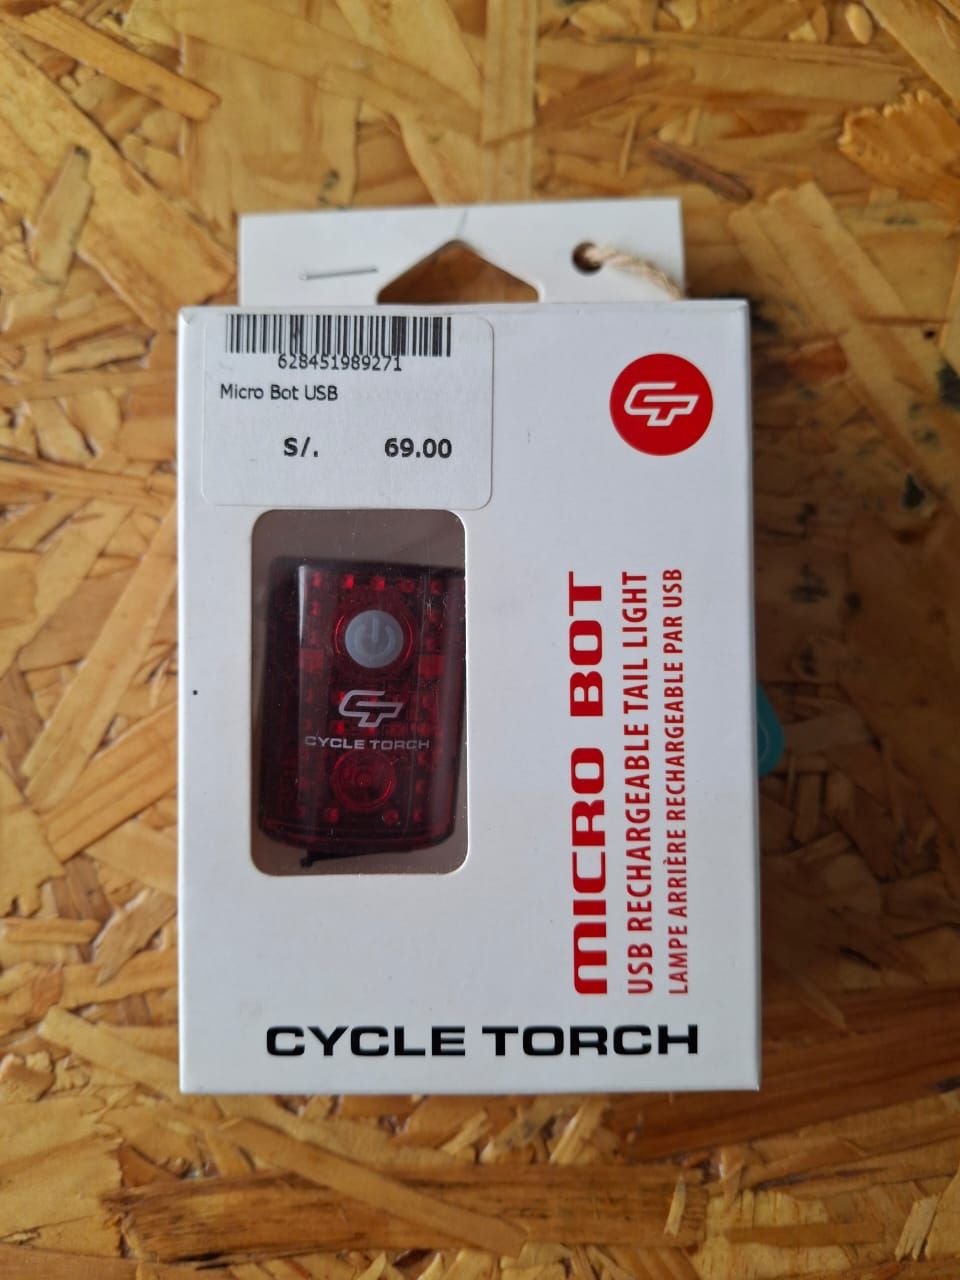 628451989271
Micro Bot USB
S/. 69.00
CT
CT
CYCLE TORCH
MICRO BOT
USB RECHARGEABLE TAIL LIGHT
LAMPE ARRIÈRE RECHARGEABLE PAR USB
CYCLE TORCH